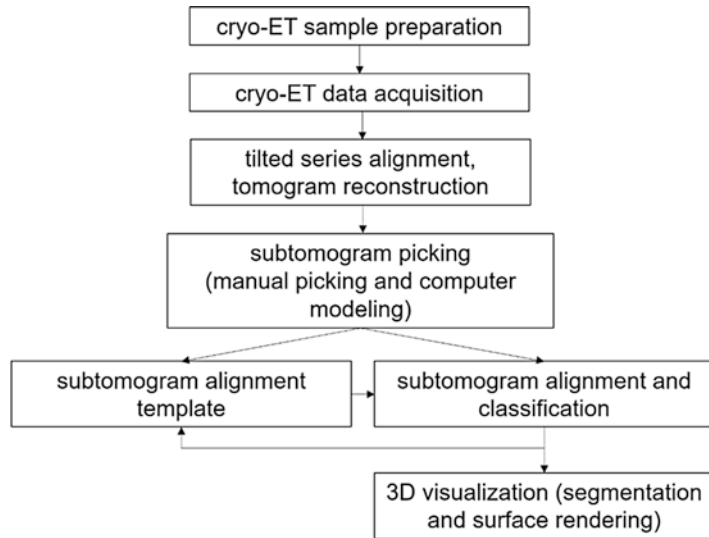 cryo-ET sample preparation
cryo-ET data acquisition
tilted series alignment,
tomogram reconstruction
subtomogram picking
(manual picking and computer
modeling)
subtomogram alignment
template
subtomogram alignment and
classification
3D visualization (segmentation
and surface rendering)